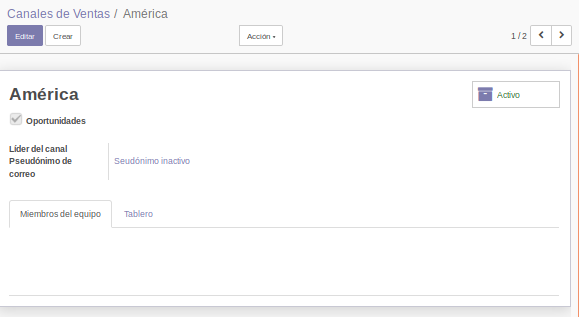 Canales de Ventas / América
Editar Crear Acción 1 / 2
América
Activo
Oportunidades
Líder del canal
Pseudónimo de Seudónimo inactivo
correo
Miembros del equipo Tablero